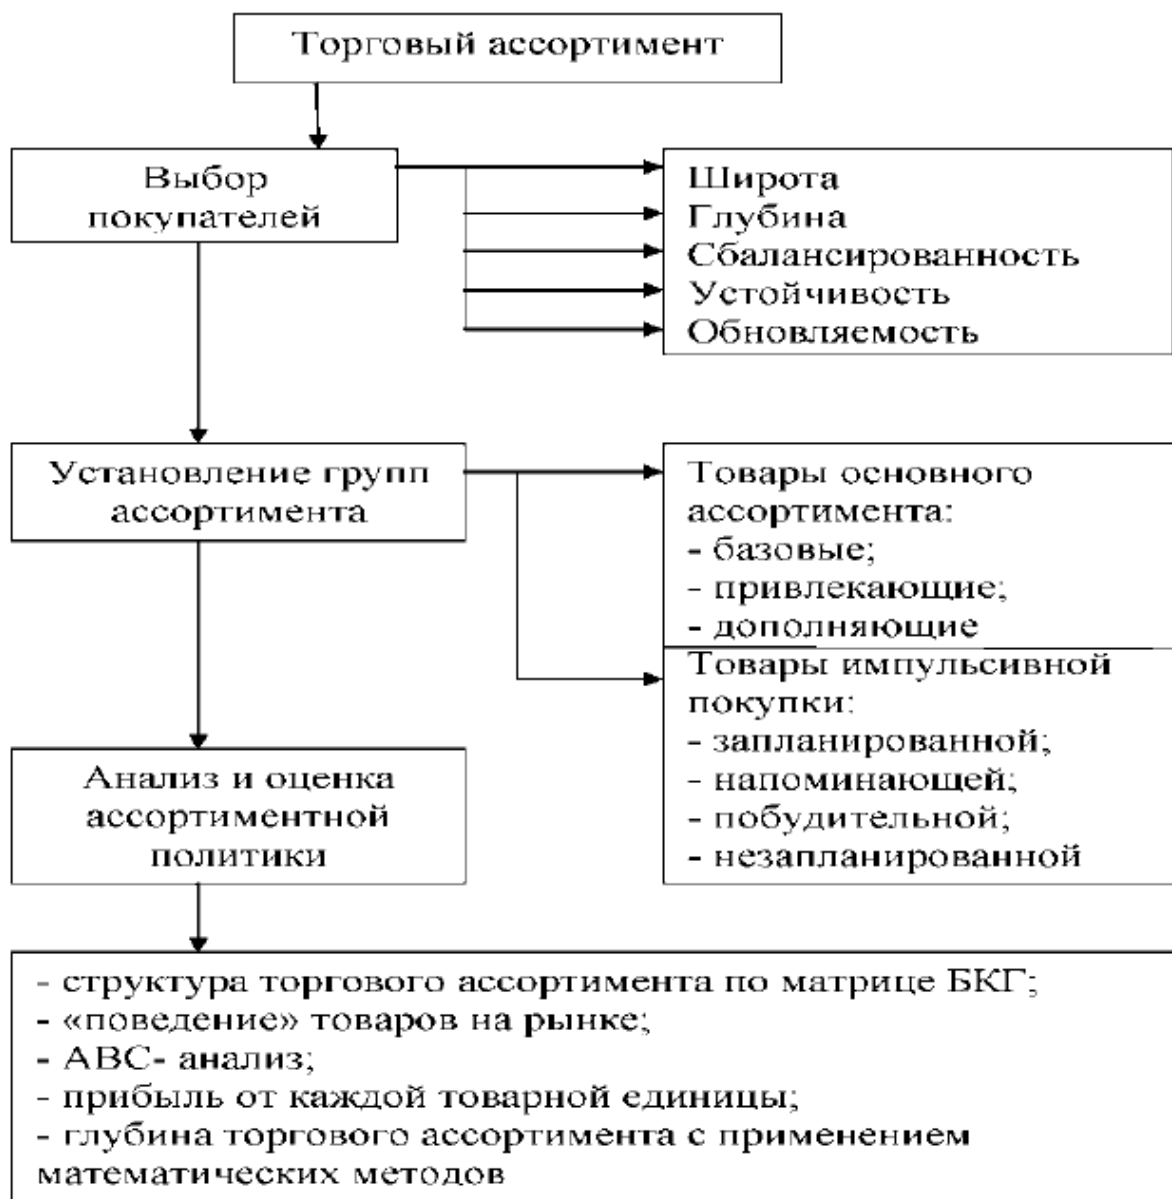 Торговый ассортимент
Выбор
покупателей
Широта
Глубина
Сбалансированность
Устойчивость
Обновляемость
Установление групп
ассортимента
Товары основного
ассортимента:
- базовые;
- привлекающие;
- дополняющие
Товары импульсивной
покупки:
- запланированной;
- напоминающей;
- побудительной;
- незапланированной
Анализ и оценка
ассортиментной
политики
- структура торгового ассортимента по матрице БКГ;
- «поведение» товаров на рынке;
- АВС- анализ;
- прибыль от каждой товарной единицы;
- глубина торгового ассортимента с применением
математических методов